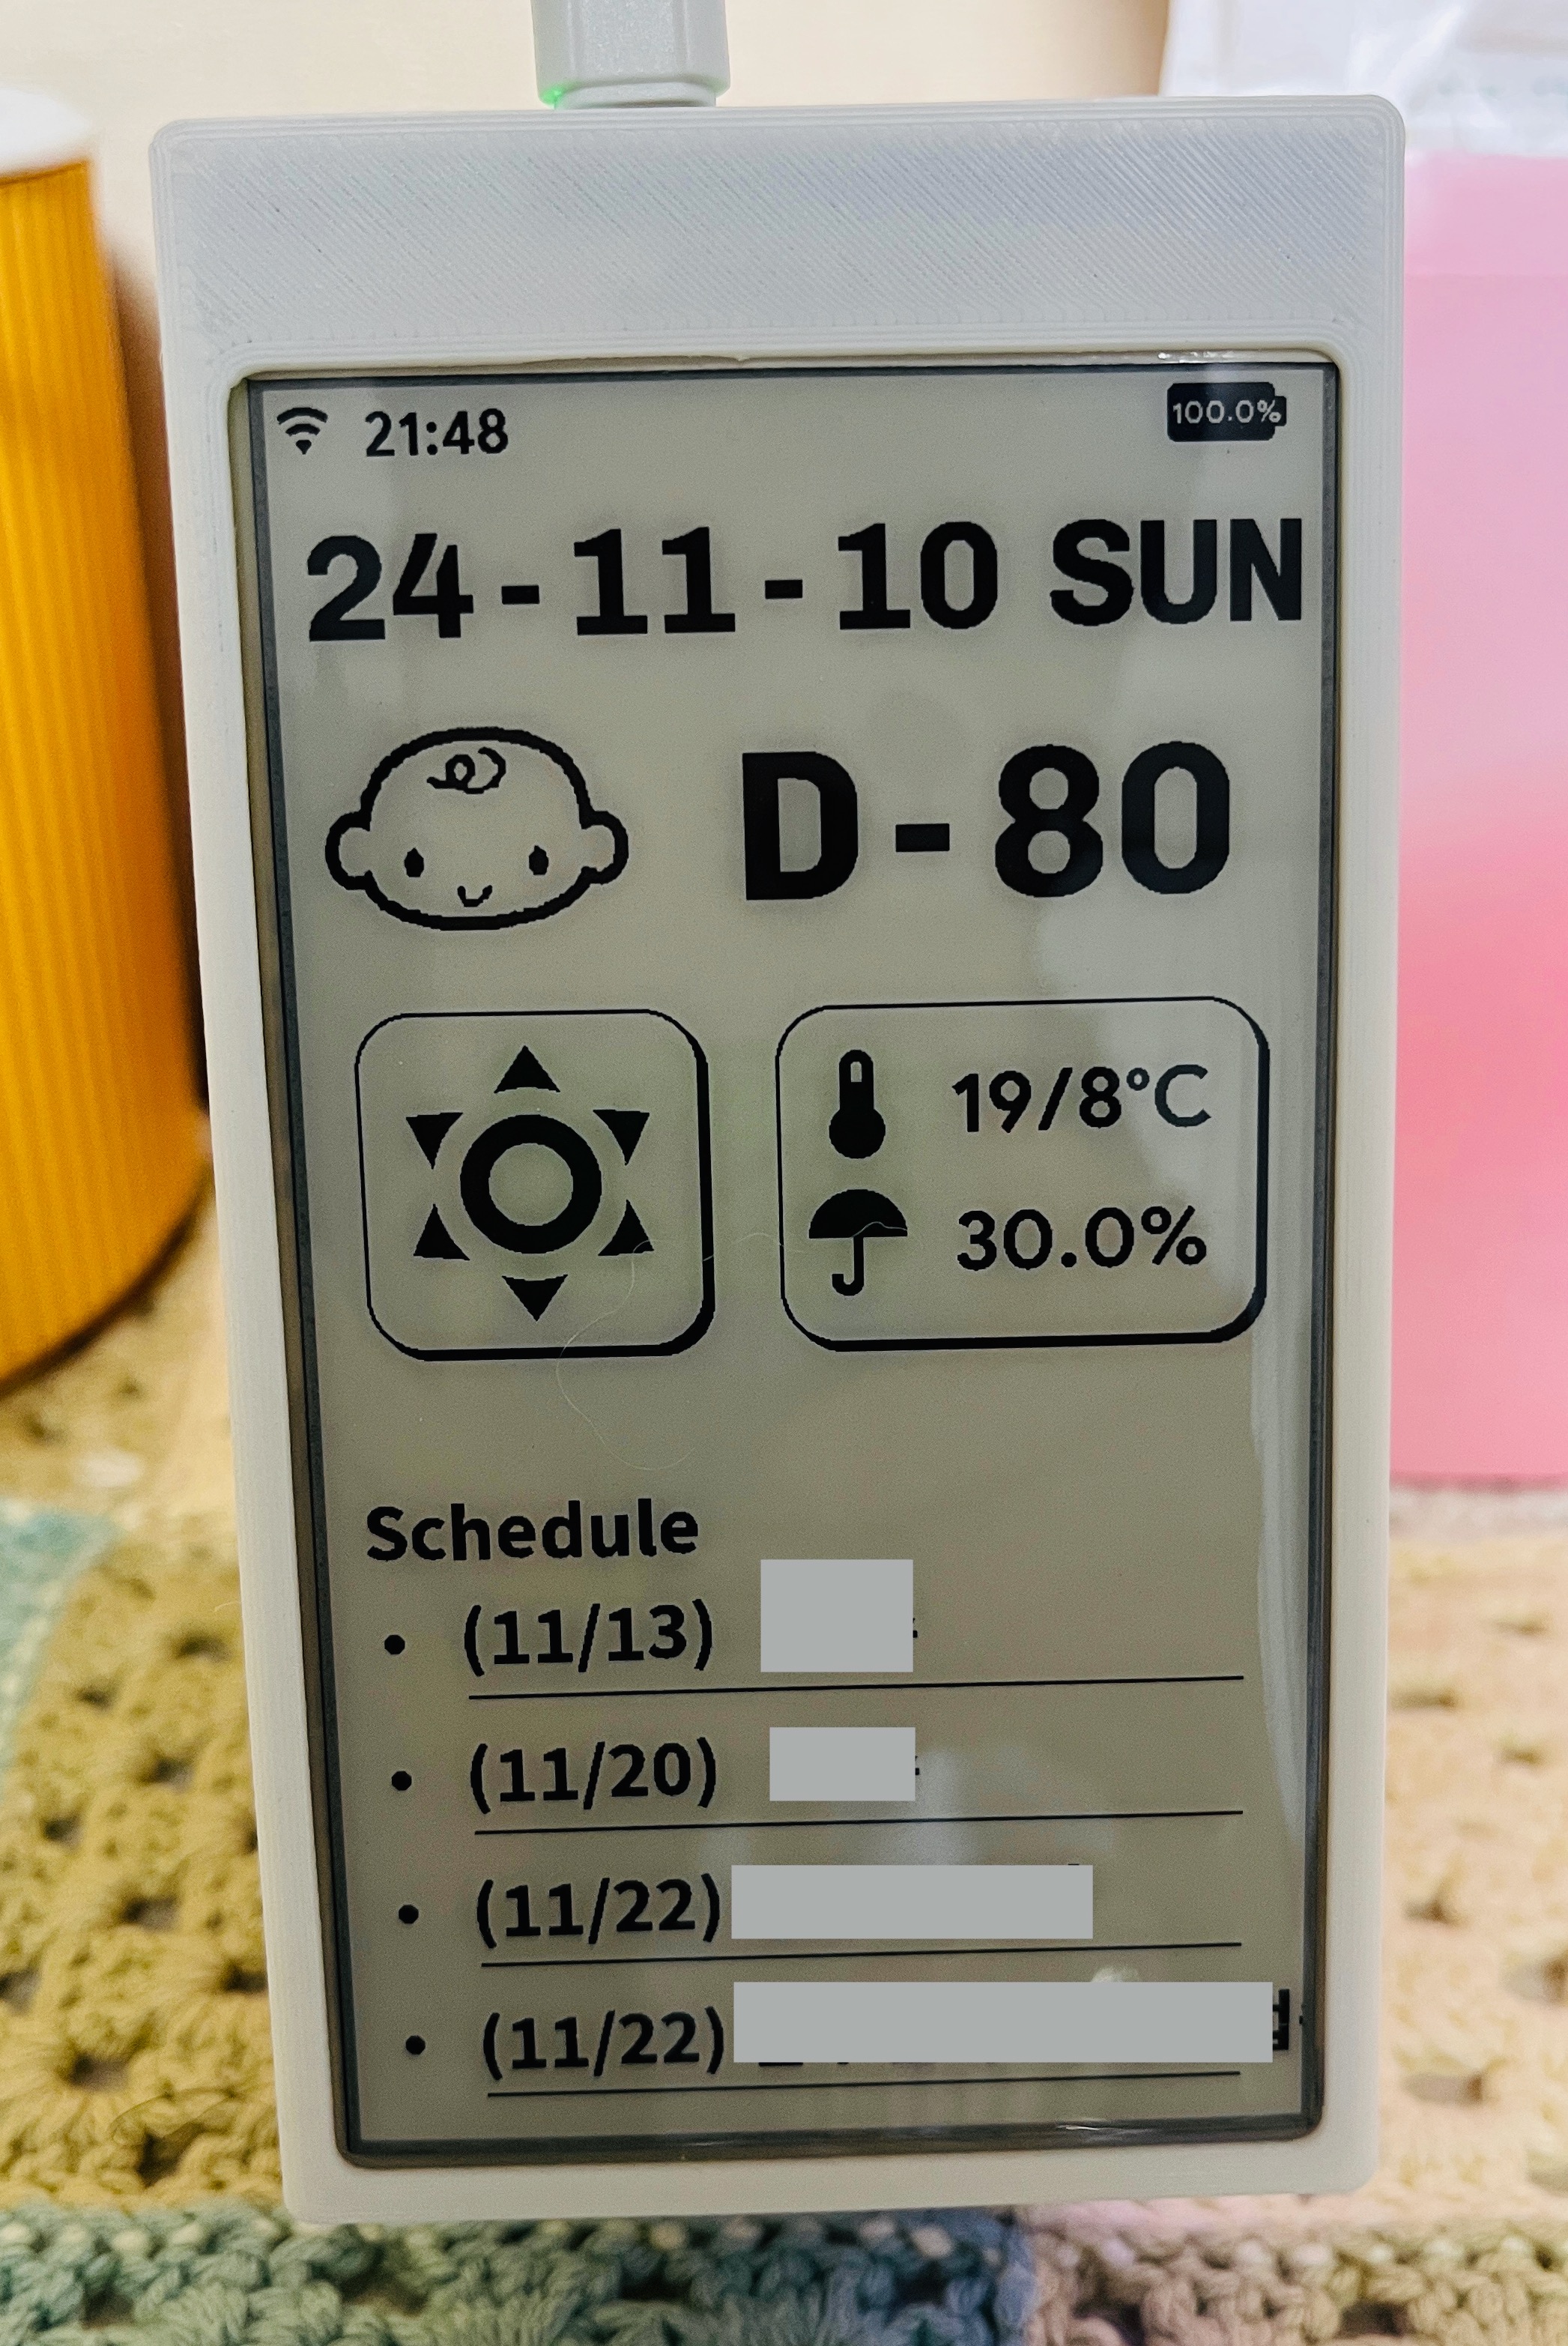 21:48 100.0%
24-11-10 SUN
D-80
19/8°C
30.0%
Schedule
• (11/13)
• (11/20)
• (11/22)
• (11/22)